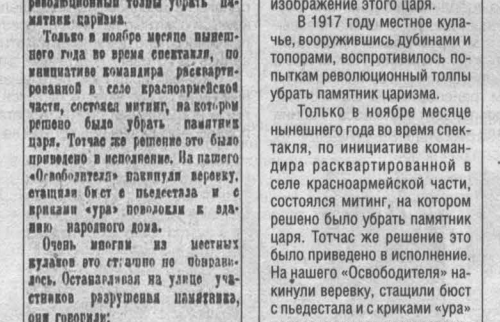 революционной толпы убрать па-
мятник царизма.
Только в ноябре месяце нынеш-
него года во время спектакля, по
инициативе командира расквар-
тированной в селе красноармейской
части, состоялся митинг, на котором
решено было убрать памятник
царя. Тотчас же решение это было
приведено в исполнение. На нашего
«Освободителя» накинули веревку,
стащили бюст с пьедестала и с
криками «ура» поволокли к зда-
нию народного дома.
Очень многим из местных
кулаков это страшно не понрави-
лось. Останавливая на улице уча-
стников разрушения памятника,
они говорили:
изображение этого царя.
В 1917 году местное кула-
чье, вооружившись дубинами и
топорами, воспротивилось по-
пыткам революционный толпы
убрать памятник царизма.
Только в ноябре месяце
нынешнего года во время спек-
такля, по инициативе коман-
дира расквартированной в
селе красноармейской части,
состоялся митинг, на котором
решено было убрать памятник
царя. Тотчас же решение это
было приведено в исполнение.
На нашего «Освободителя» на-
кинули веревку, стащили бюст
с пьедестала и с криками «ура»